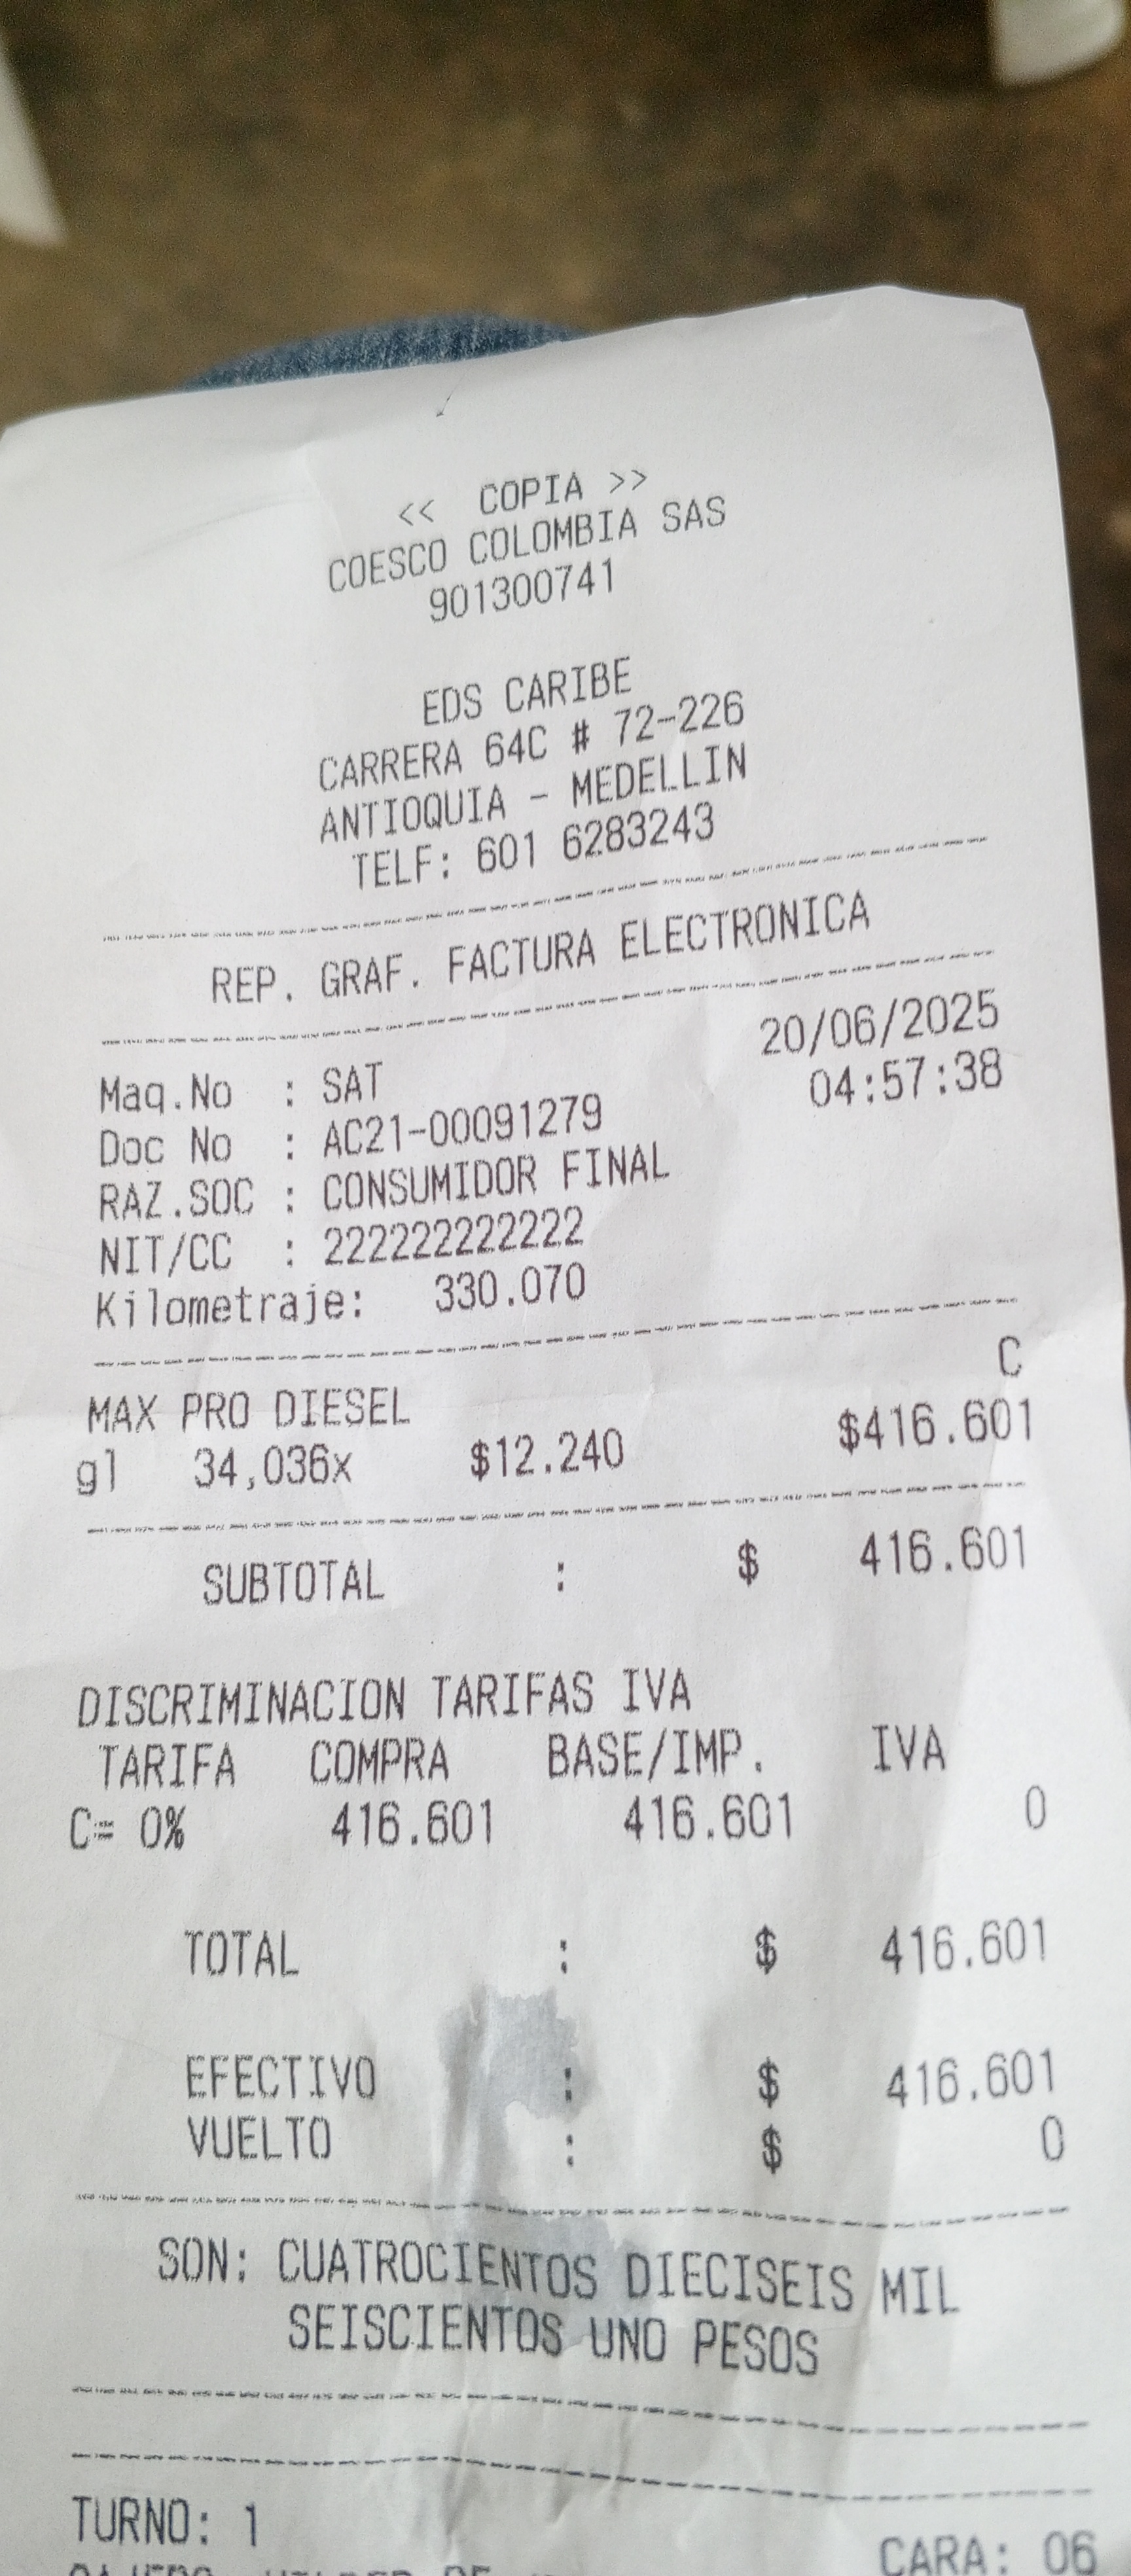 << COPIA >>
COESCO COLOMBIA SAS
901300741
EDS CARIBE
CARRERA 64C # 72-226
ANTIOQUIA - MEDELLIN
TELF: 601 6283243
REP. GRAF. FACTURA ELECTRONICA
20/06/2025
Maq.No : SAT 04:57:38
Doc No : AC21-00091279
RAZ.SOC : CONSUMIDOR FINAL
NIT/CC : 222222222222
Kilometraje: 330.070
C
MAX PRO DIESEL
gl 34,036x $12.240 $416.601
SUBTOTAL : $ 416.601
DISCRIMINACION TARIFAS IVA
TARIFA COMPRA BASE/IMP. IVA
C= 0% 416.601 416.601 0
TOTAL : $ 416.601
EFECTIVO : $ 416.601
VUELTO : $ 0
SON: CUATROCIENTOS DIECISEIS MIL
SEISCIENTOS UNO PESOS
TURNO: 1 CARA: 06